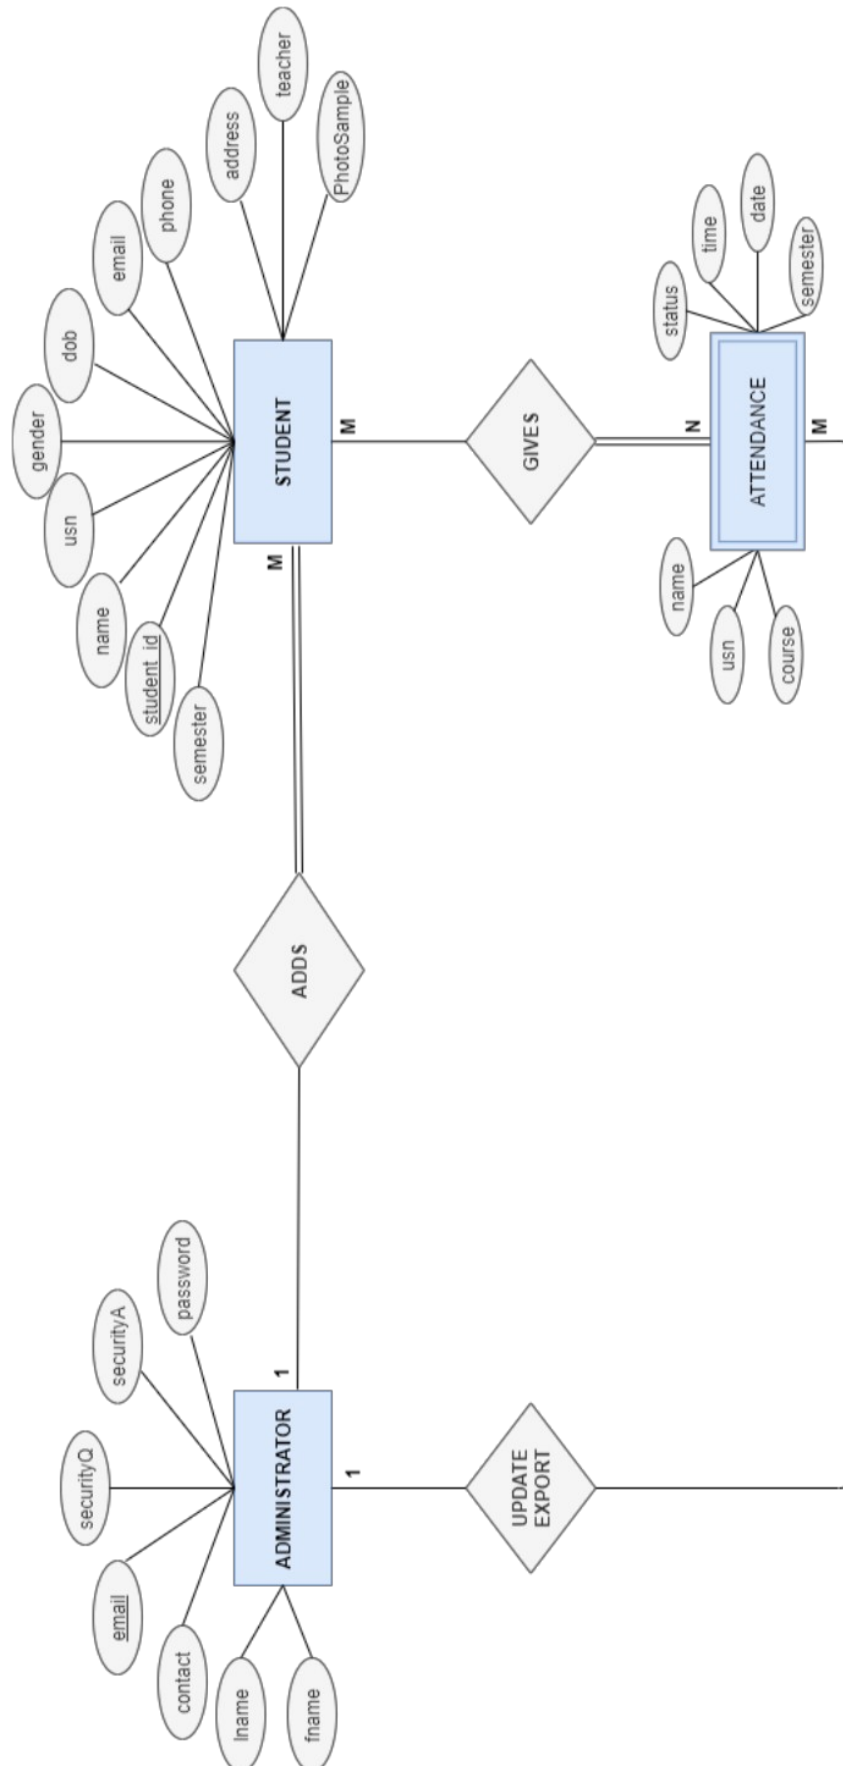 gender
dob
usn
email
name
phone
student_id
address
semester
teacher
PhotoSample
securityQ
securityA
email
password
contact
lname
fname
ADMINISTRATOR
1
ADDS
M
STUDENT
1
M
UPDATE
EXPORT
GIVES
N
status
name
time
usn
date
course
semester
ATTENDANCE
M